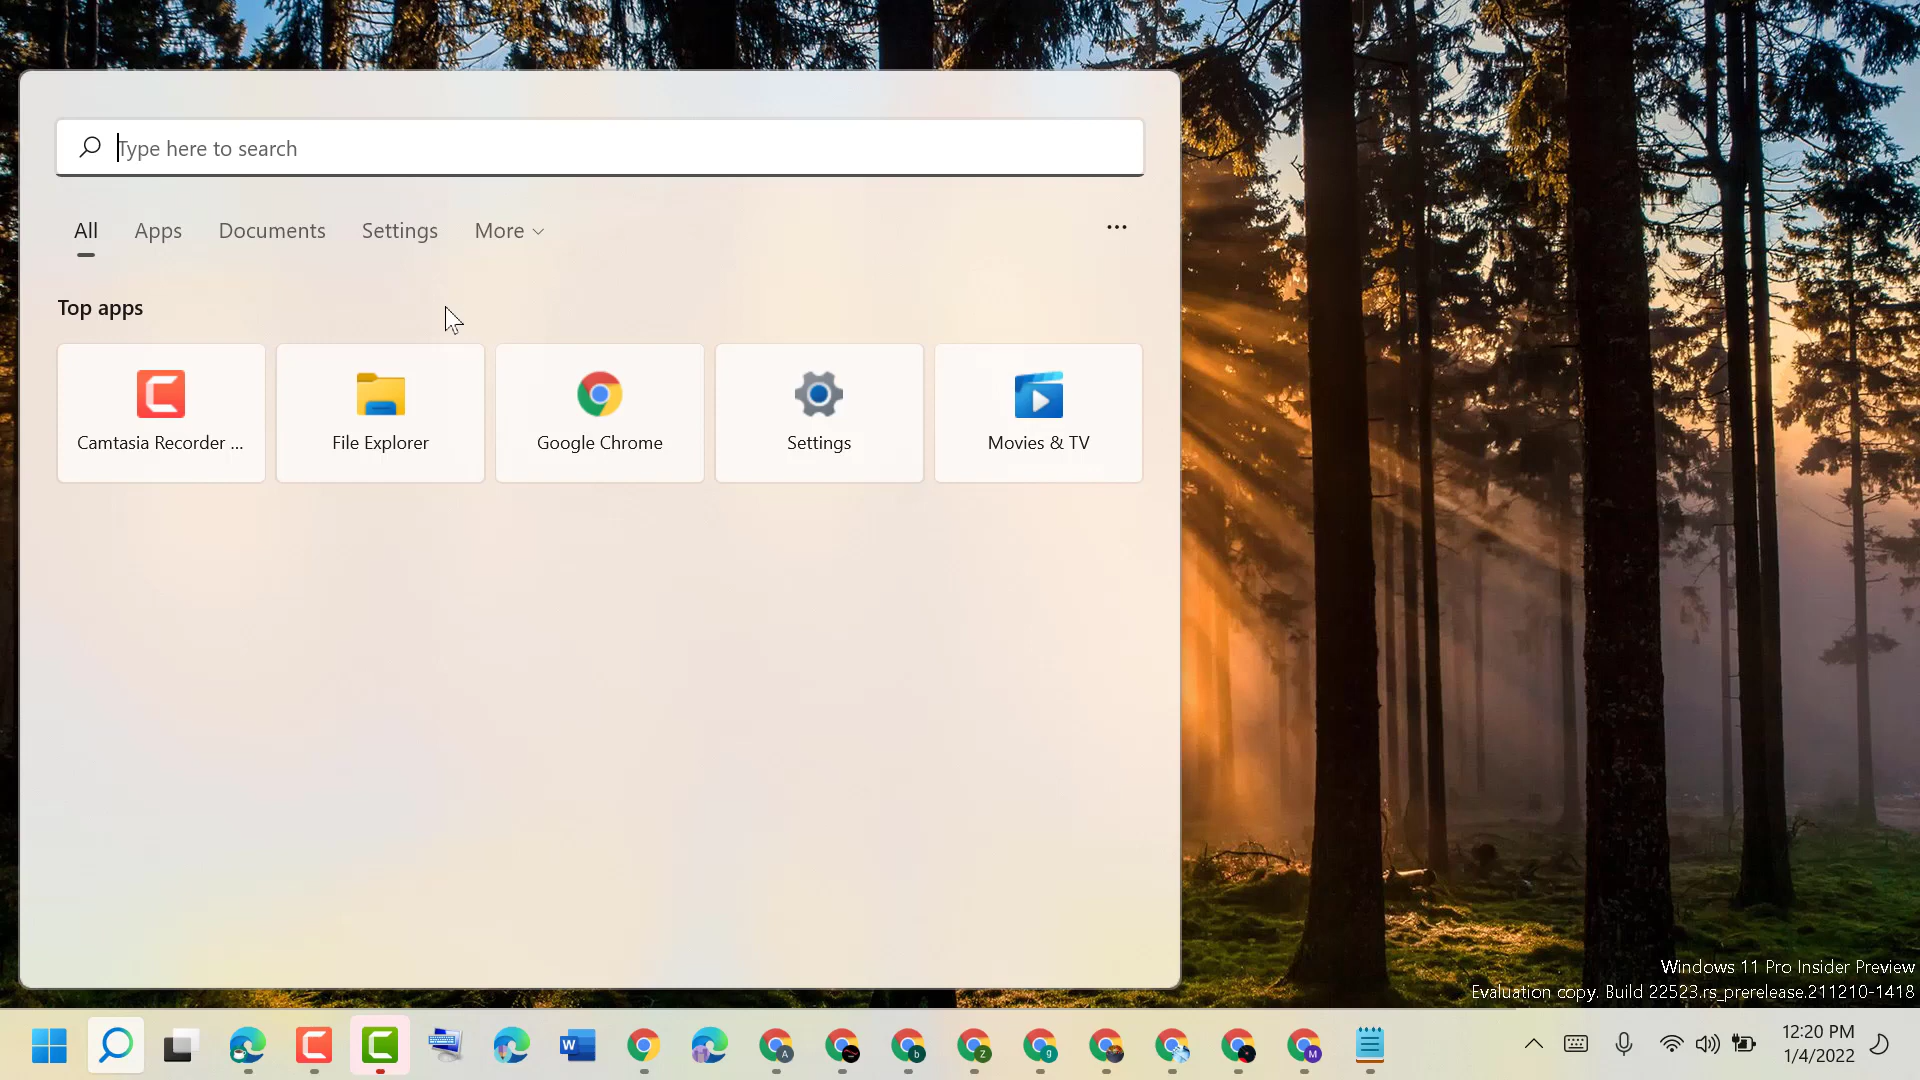 Type here to search
All Apps Documents Settings More
Top apps
Camtasia Recorder ... File Explorer Google Chrome Settings Movies & TV
Windows 11 Pro Insider Preview
Evaluation copy. Build 22523.rs_prerelease.211210-1418
12:20 PM
1/4/2022
W
A
b
Z
g
M